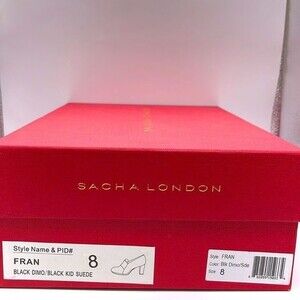 SACHA LONDON
Style Name & PID#
FRAN 8
BLACK DIMO/BLACK KID SUEDE
Style: FRAN
Color: Blk Dimo/Sde
Size: 8